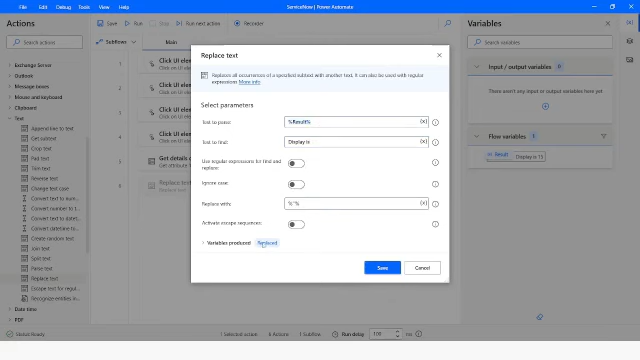 ServiceNow | Power Automate
File Edit Debug Tools View Help
Actions
Search actions
Exchange Server
Outlook
Message boxes
Mouse and keyboard
Clipboard
Text
Append line to text
Get subtext
Crop text
Pad text
Trim text
Reverse text
Change text case
Convert text to num...
Convert number to t...
Convert text to datet...
Convert datetime to...
Create random text
Join text
Split text
Parse text
Replace text
Escape text for regul...
Recognize entities in...
Date time
PDF
Save Run Stop Run next action Recorder
Subflows Main
1 Click UI elem
2 Click UI elem
Click UI elem
Click UI elem
5 Get details o
6 Replace text
Replace text
Replaces all occurrences of a specified subtext with another text. It can also be used with regular
expressions More info
Select parameters
Text to parse: %Result% {x}
Text to find: Display is {x}
Use regular expressions for find and
replace:
Ignore case:
Replace with: %''% {x}
Activate escape sequences:
Variables produced Replaced
Save Cancel
Variables
Search variables
Input / output variables 0
There aren't any input or output variables here yet
Flow variables 1
Result Display is 15
Status: Ready 1 Selected action 6 Actions 1 Subflow Run delay 100 ms